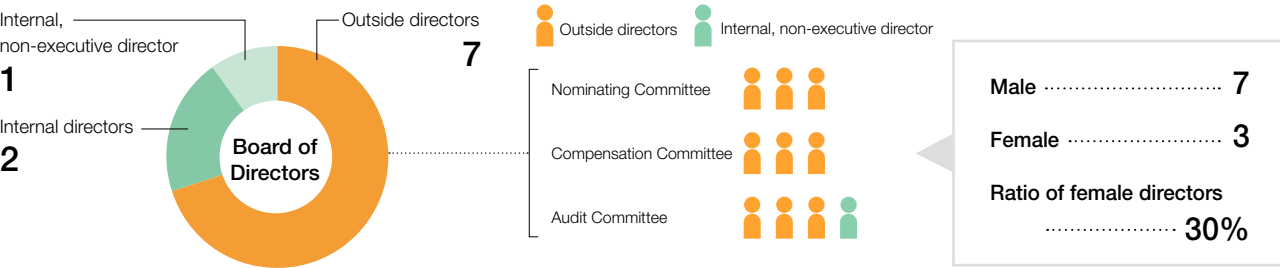 Internal,
non-executive director
1
Internal directors
2
Outside directors
7
Board of
Directors
Outside directors
Internal, non-executive director
Nominating Committee
Compensation Committee
Audit Committee
Male 7
Female 3
Ratio of female directors
30%